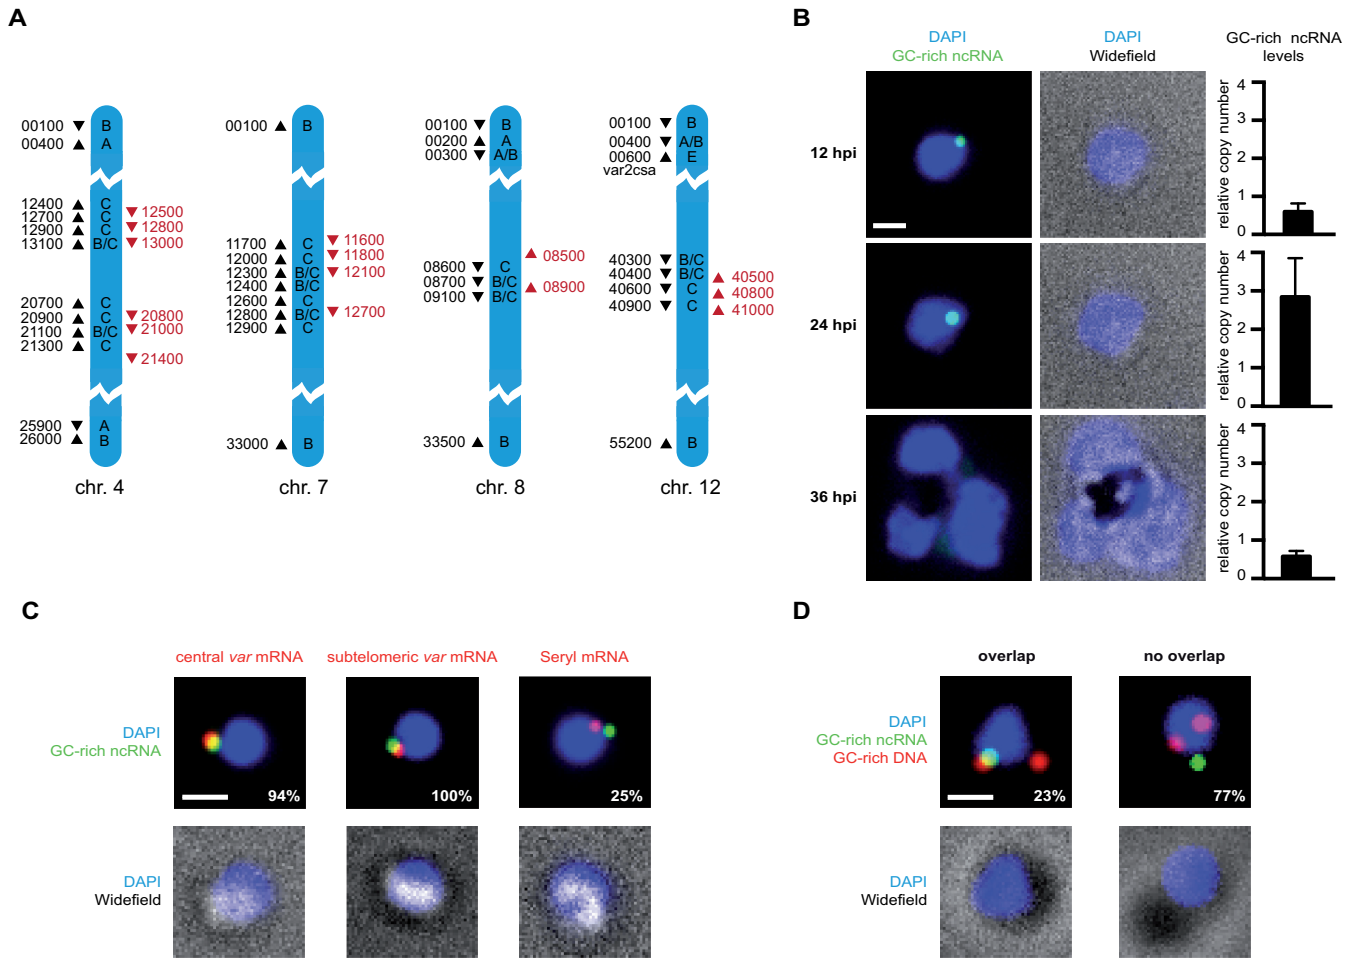 A
00100 ▼ B
00400 ▲ A
12400 ▲ C
12700 ▲ C ▼ 12500
12900 ▲ C ▼ 12800
13100 ▲ B/C ▼ 13000
20700 ▲ C
20900 ▲ C ▼ 20800
21100 ▲ B/C ▼ 21000
21300 ▲ C
▼ 21400
25900 ▼ A
26000 ▲ B
chr. 4
00100 ▲ B
11700 ▲ C ▼ 11600
12000 ▲ C ▼ 11800
12300 ▲ B/C ▼ 12100
12400 ▲ B/C
12600 ▲ C
12800 ▲ B/C ▼ 12700
12900 ▲ C
33000 ▲ B
chr. 7
00100 ▼ B
00200 ▲ A
00300 ▼ A/B
▲ 08500
08600 ▼ C
08700 ▼ B/C ▲ 08900
09100 ▼ B/C
33500 ▲ B
chr. 8
00100 ▼ B
00400 ▼ A/B
00600 ▲ E
var2csa
40300 ▼ B/C
40400 ▼ B/C ▲ 40500
40600 ▼ C ▲ 40800
40900 ▼ C ▲ 41000
55200 ▲ B
chr. 12
B
DAPI
GC-rich ncRNA
DAPI
Widefield
GC-rich ncRNA
levels
12 hpi
relative copy number
4
3
2
1
0
24 hpi
relative copy number
4
3
2
1
0
36 hpi
relative copy number
4
3
2
1
0
C
central var mRNA
subtelomeric var mRNA
Seryl mRNA
DAPI
GC-rich ncRNA
94%
100%
25%
DAPI
Widefield
D
overlap
no overlap
DAPI
GC-rich ncRNA
GC-rich DNA
23%
77%
DAPI
Widefield